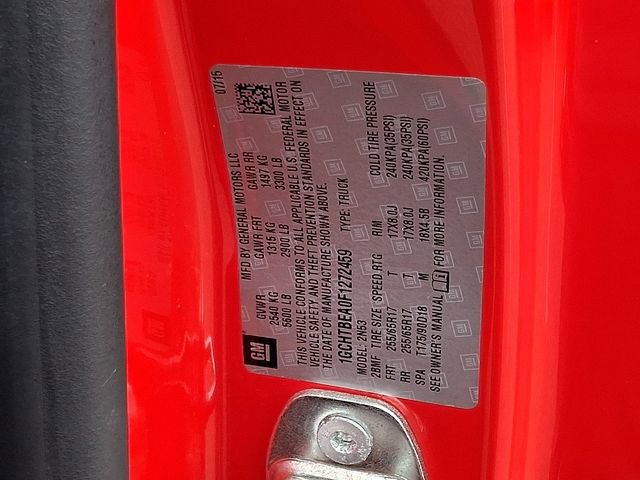 GM
MFD BY GENERAL MOTORS LLC
07/15
GVWR GAWR FRT GAWR RR
2540 KG 1315 KG 1497 KG
5600 LB 2900 LB 3300 LB
THIS VEHICLE CONFORMS TO ALL APPLICABLE U.S. FEDERAL MOTOR
VEHICLE SAFETY AND THEFT PREVENTION STANDARDS IN EFFECT ON
THE DATE OF MANUFACTURE SHOWN ABOVE.
1GCHTBEA0F1272459 TYPE: TRUCK
MODEL: 2N53
2BMF TIRE SIZE SPEED RTG RIM COLD TIRE PRESSURE
FRT 255/65R17 T 17X8.0J 240KPA(35PSI)
RR 255/65R17 T 17X8.0J 240KPA(35PSI)
SPA T175/90D18 M 18X4.5B 420KPA(60PSI)
SEE OWNER'S MANUAL FOR MORE INFORMATION.